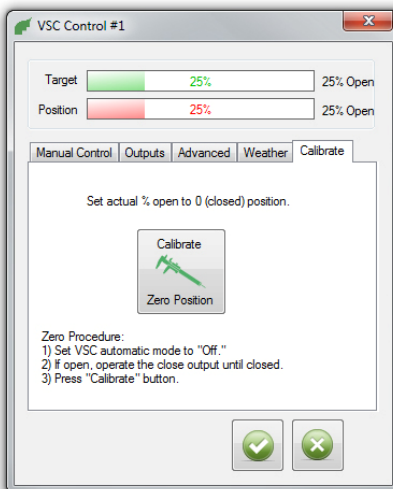 VSC Control #1
Target 25% 25% Open
Position 25% 25% Open
Manual Control Outputs Advanced Weather Calibrate
Set actual % open to 0 (closed) position.
Calibrate
Zero Position
Zero Procedure:
1) Set VSC automatic mode to "Off."
2) If open, operate the close output until closed.
3) Press "Calibrate" button.